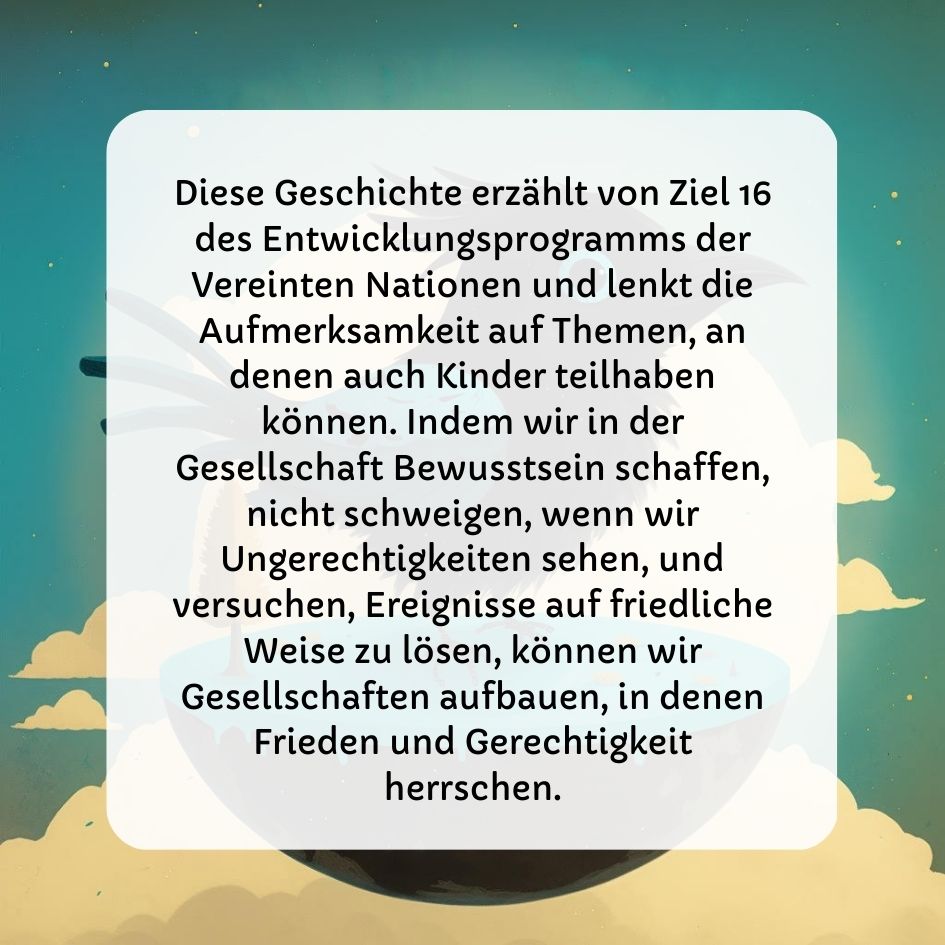 Diese Geschichte erzählt von Ziel 16
des Entwicklungsprogramms der
Vereinten Nationen und lenkt die
Aufmerksamkeit auf Themen, an
denen auch Kinder teilhaben
können. Indem wir in der
Gesellschaft Bewusstsein schaffen,
nicht schweigen, wenn wir
Ungerechtigkeiten sehen, und
versuchen, Ereignisse auf friedliche
Weise zu lösen, können wir
Gesellschaften aufbauen, in denen
Frieden und Gerechtigkeit
herrschen.